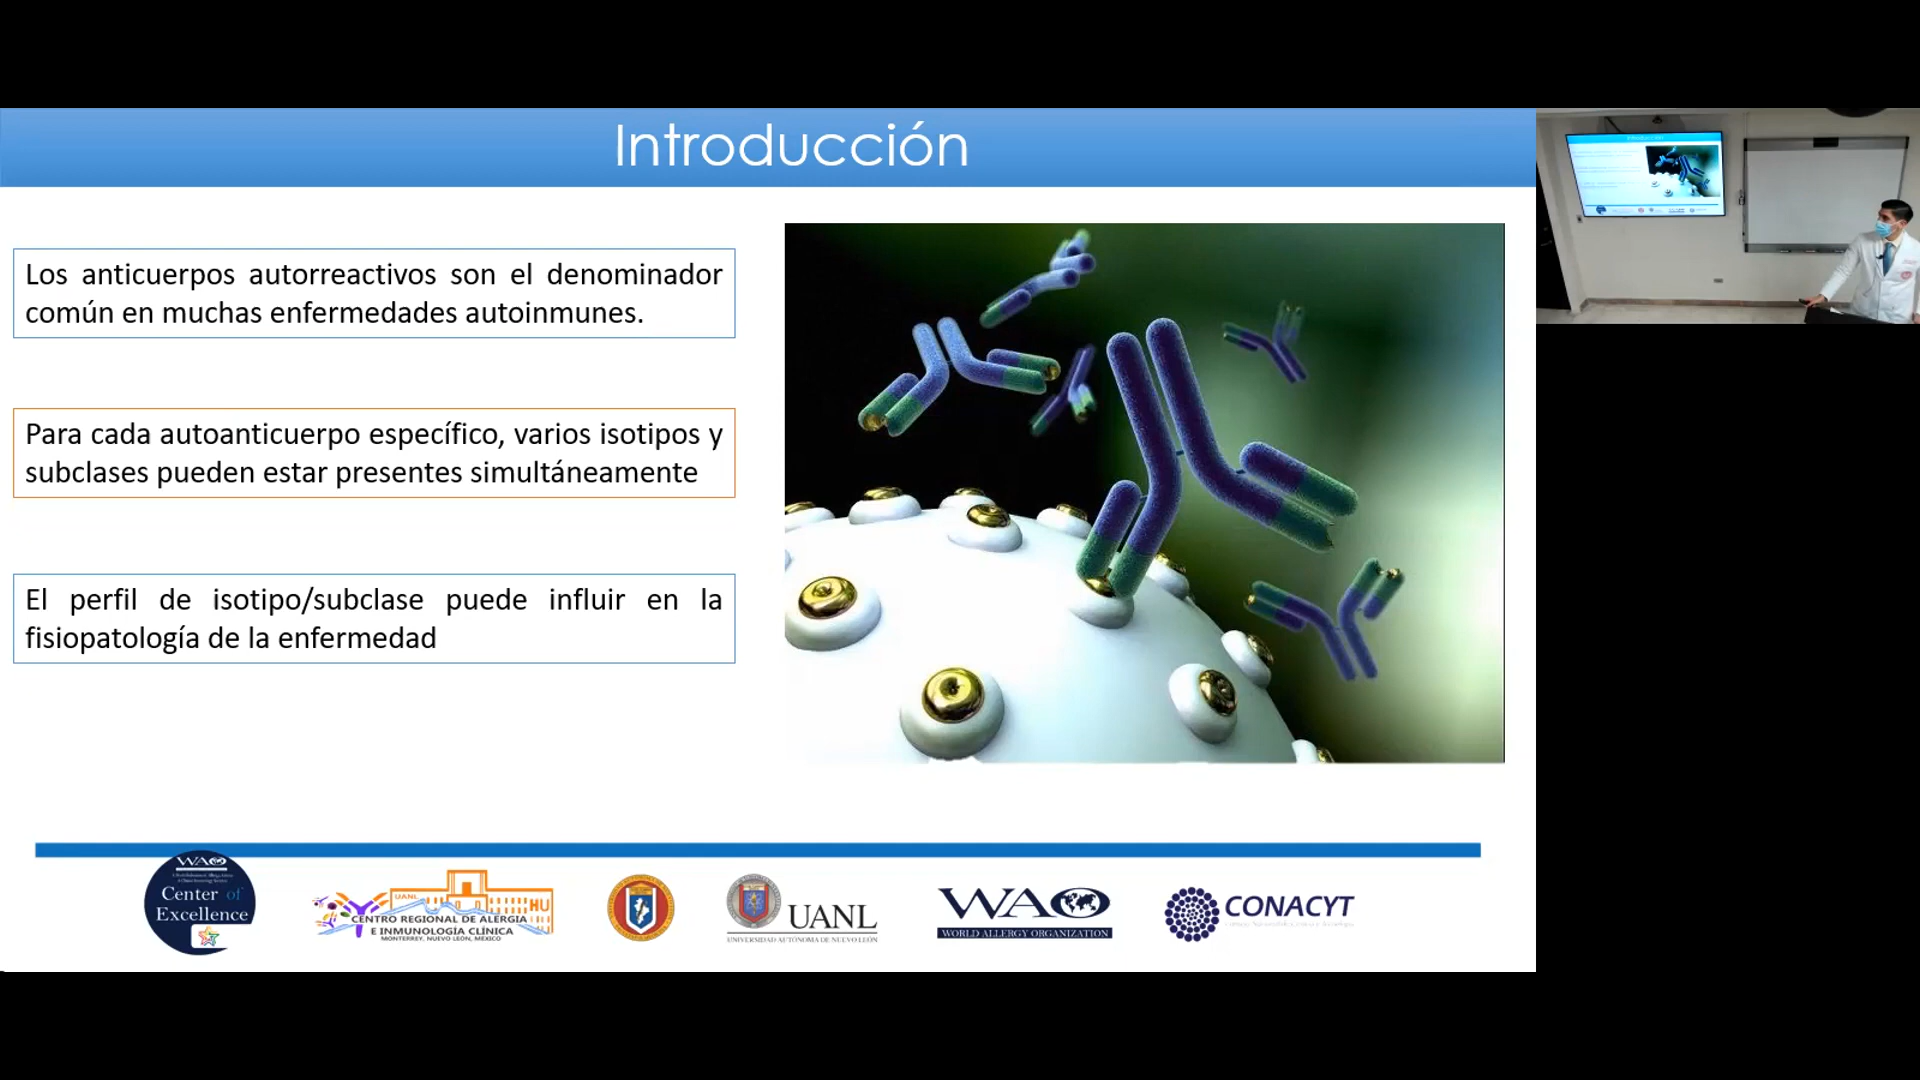 Introducción
Los anticuerpos autorreactivos son el denominador
común en muchas enfermedades autoinmunes.
Para cada autoanticuerpo específico, varios isotipos y
subclases pueden estar presentes simultáneamente
El perfil de isotipo/subclase puede influir en la
fisiopatología de la enfermedad
WAO
Center of
Excellence
UANL
HU
CENTRO REGIONAL DE ALERGIA
E INMUNOLOGÍA CLÍNICA
MONTERREY, NUEVO LEÓN, MÉXICO
UANL
UNIVERSIDAD AUTÓNOMA DE NUEVO LEÓN
WAO
WORLD ALLERGY ORGANIZATION
CONACYT